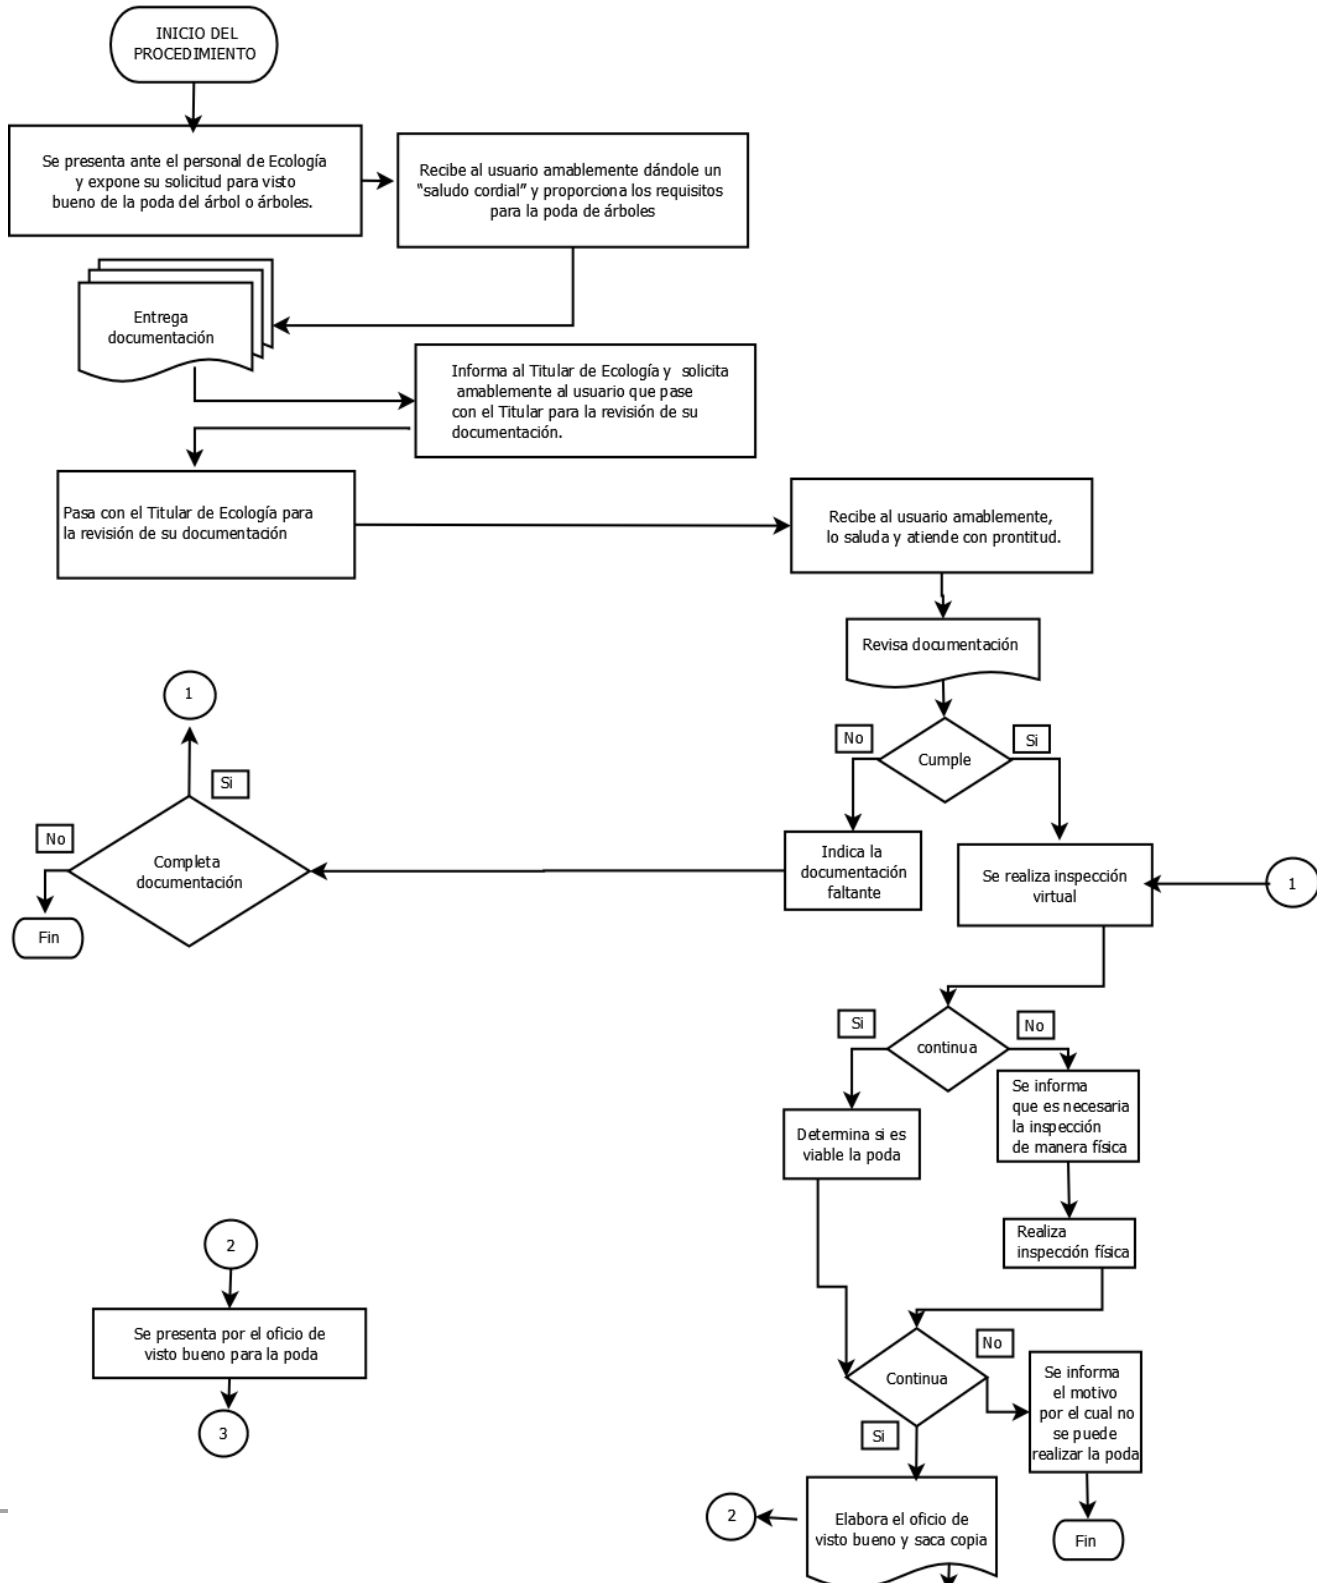 INICIO DEL
PROCEDIMIENTO
Se presenta ante el personal de Ecología
y expone su solicitud para visto
bueno de la poda del árbol o árboles.
Recibe al usuario amablemente dándole un
“saludo cordial” y proporciona los requisitos
para la poda de árboles
Entrega
documentación
Informa al Titular de Ecología y solicita
amablemente al usuario que pase
con el Titular para la revisión de su
documentación.
Pasa con el Titular de Ecología para
la revisión de su documentación
Recibe al usuario amablemente,
lo saluda y atiende con prontitud.
Revisa documentación
1
No
Si
Cumple
Si
No
Completa
documentación
Indica la
documentación
faltante
Se realiza inspección
virtual
1
Fin
Si
No
continua
Se informa
que es necesaria
la inspección
de manera física
Determina si es
viable la poda
Realiza
inspección física
2
Se presenta por el oficio de
visto bueno para la poda
3
No
Continua
Se informa
el motivo
por el cual no
se puede
realizar la poda
Si
2
Elabora el oficio de
visto bueno y saca copia
Fin